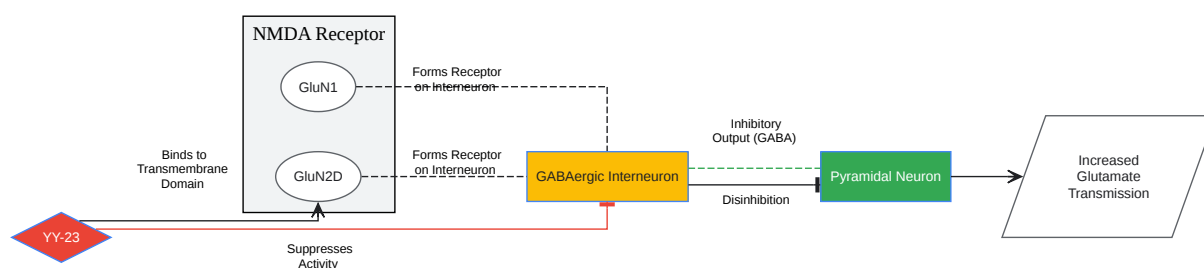 NMDA Receptor
GluN1
Forms Receptor
on Interneuron
Inhibitory
Output (GABA)
Binds to
Transmembrane
Domain
GluN2D
Forms Receptor
on Interneuron
GABAergic Interneuron
Pyramidal Neuron
Increased
Glutamate
Transmission
Disinhibition
YY-23
Suppresses
Activity